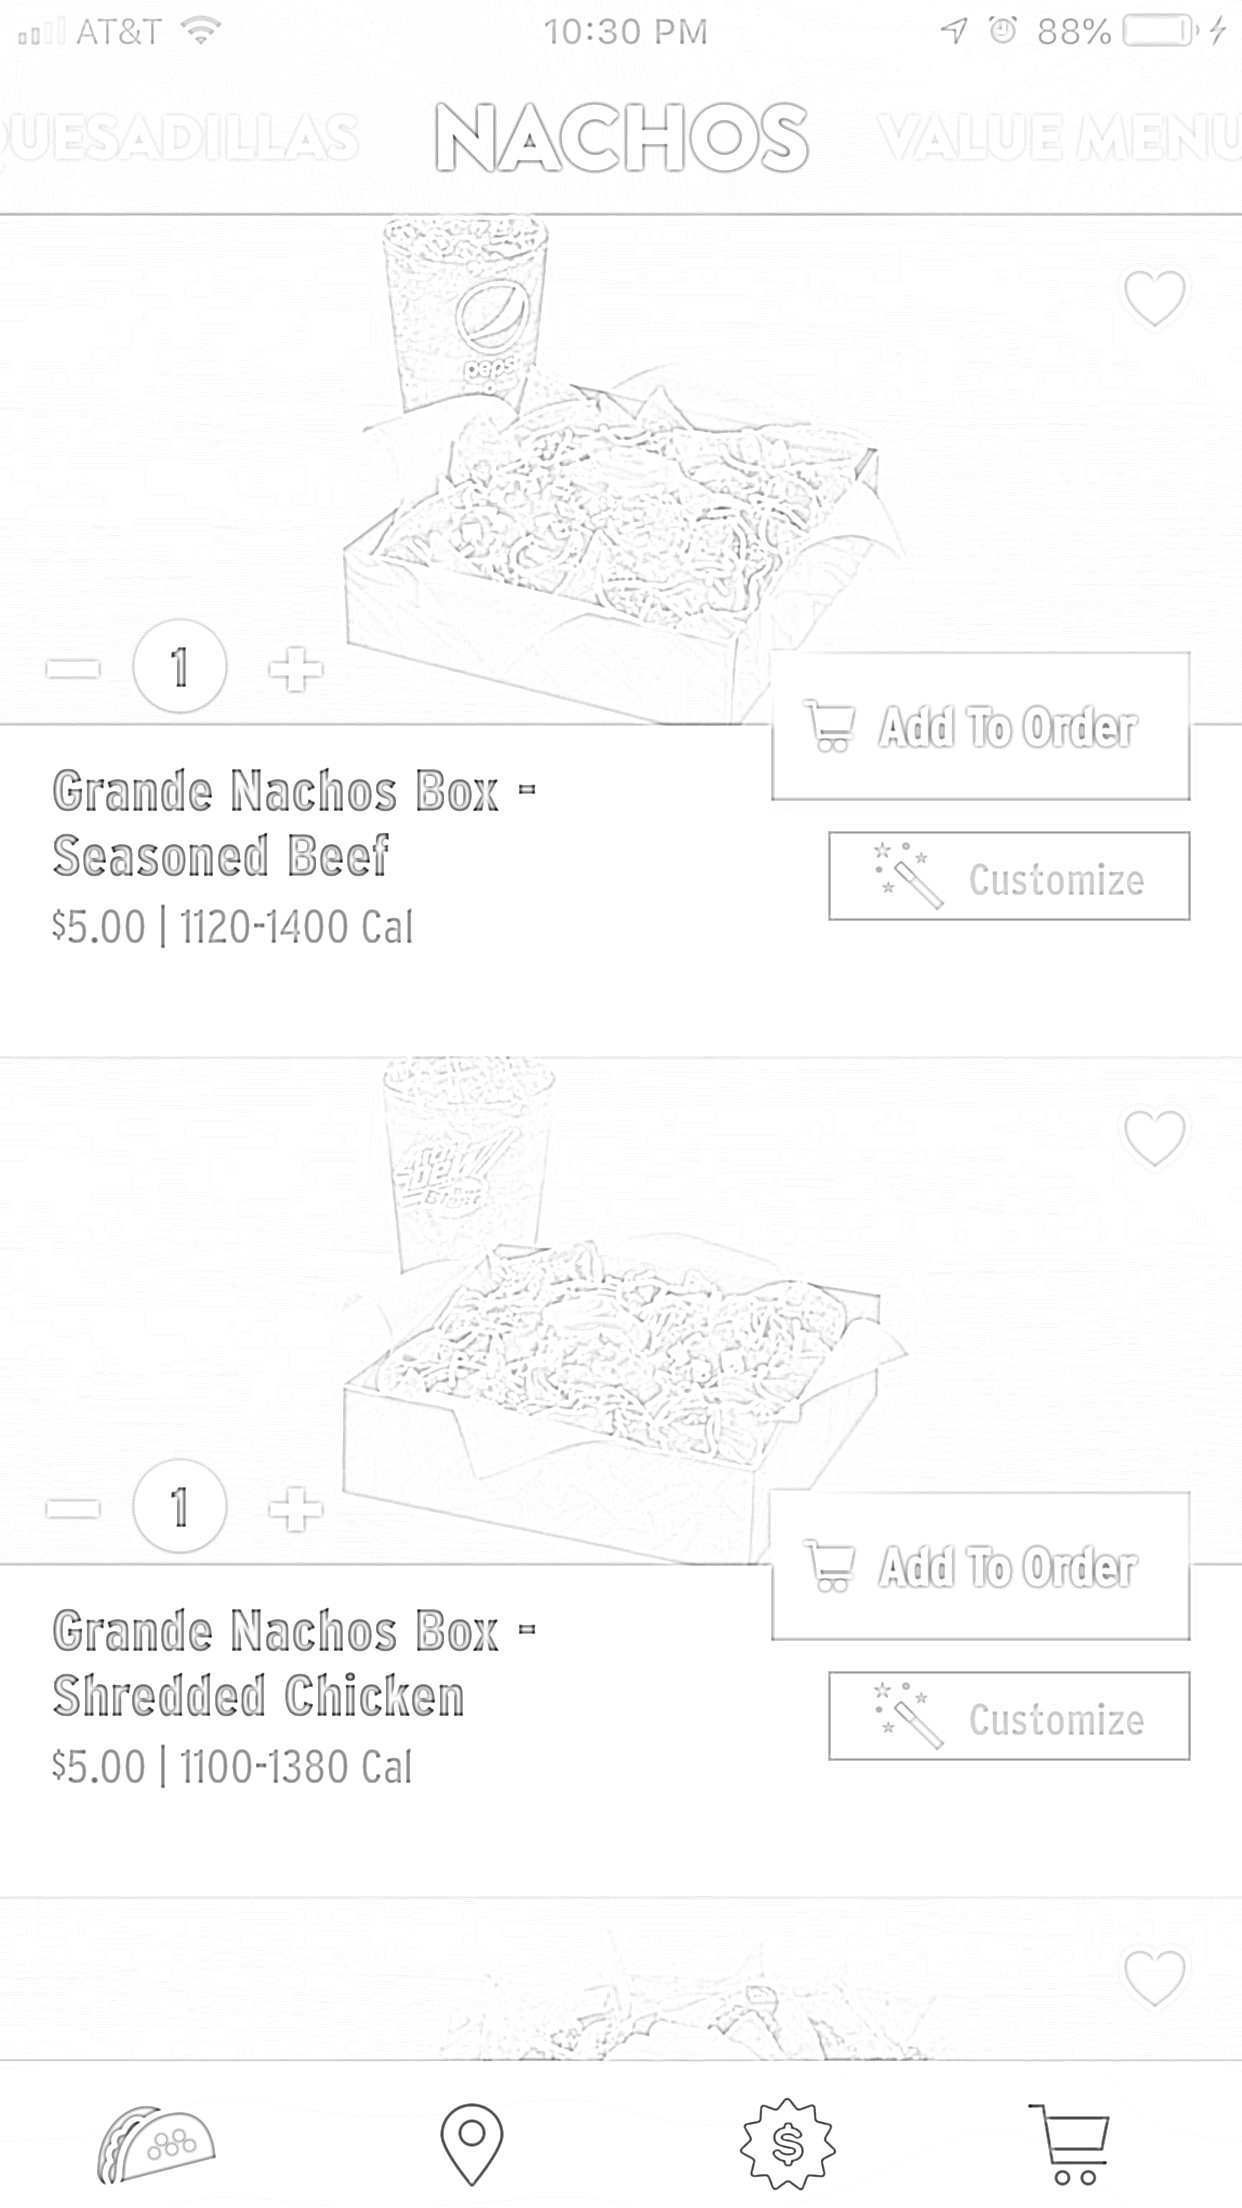 AT&T 10:30 PM 88%
QUESADILLAS NACHOS VALUE MENU
pepsi
1
Add To Order
Grande Nachos Box -
Seasoned Beef
Customize
$5.00 | 1120-1400 Cal
1
Add To Order
Grande Nachos Box -
Shredded Chicken
Customize
$5.00 | 1100-1380 Cal
$